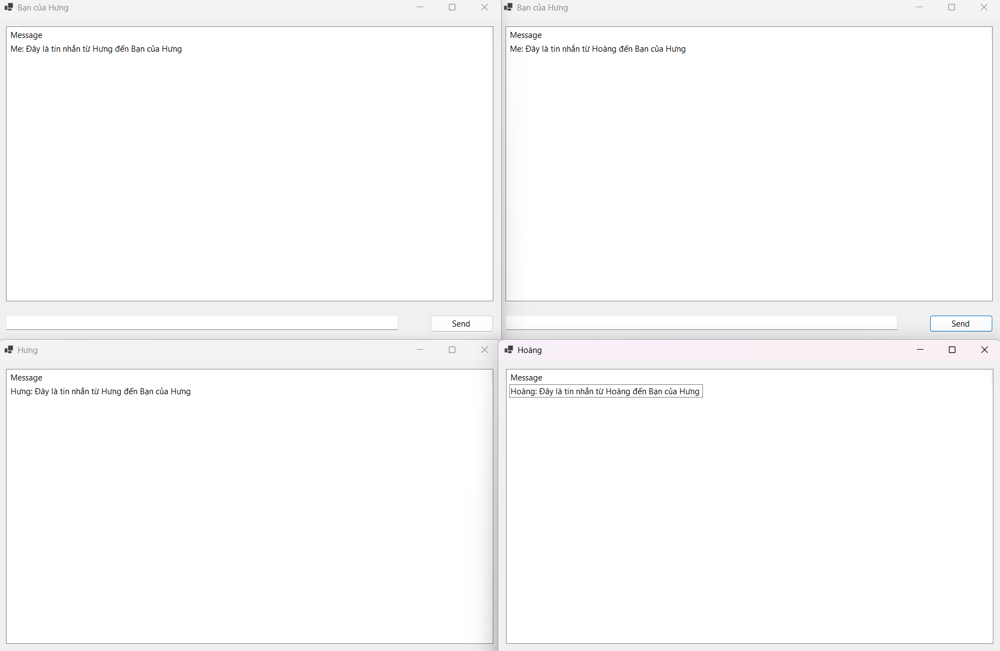 Bạn của Hưng
Message
Me: Đây là tin nhắn từ Hưng đến Bạn của Hưng
Send
Bạn của Hưng
Message
Me: Đây là tin nhắn từ Hoàng đến Bạn của Hưng
Send
Hưng
Message
Hưng: Đây là tin nhắn từ Hưng đến Bạn của Hưng
Hoàng
Message
Hoàng: Đây là tin nhắn từ Hoàng đến Bạn của Hưng